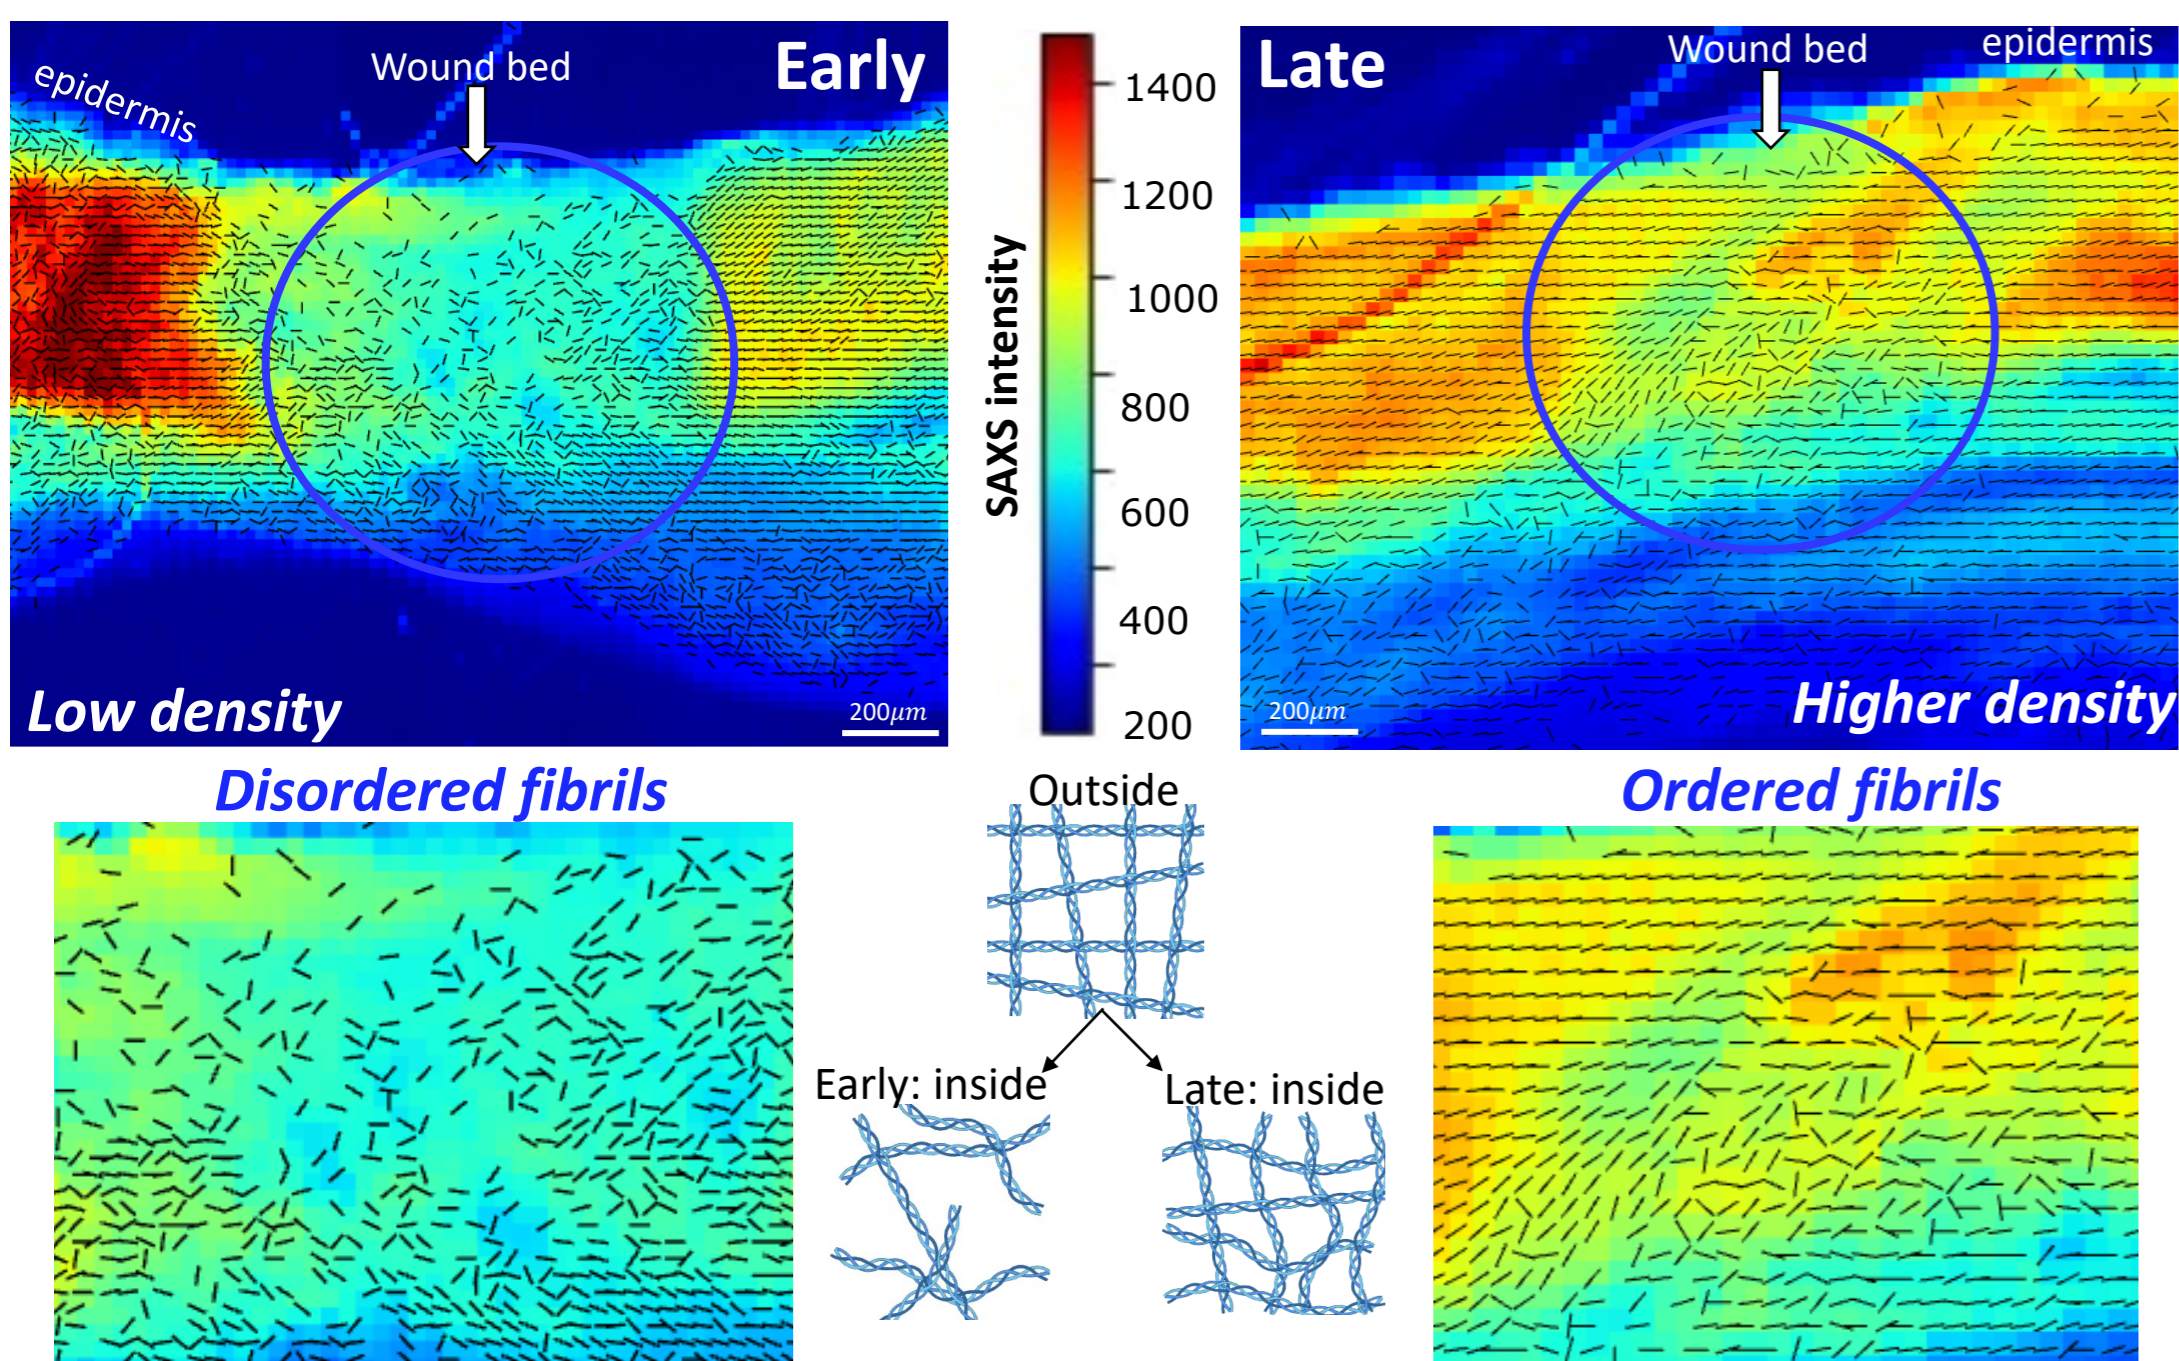 epidermis
Wound bed
Early
Low density
200μm
SAXS intensity
1400
1200
1000
800
600
400
200
Late
Wound bed
epidermis
200μm
Higher density
Disordered fibrils
Outside
Early: inside
Late: inside
Ordered fibrils